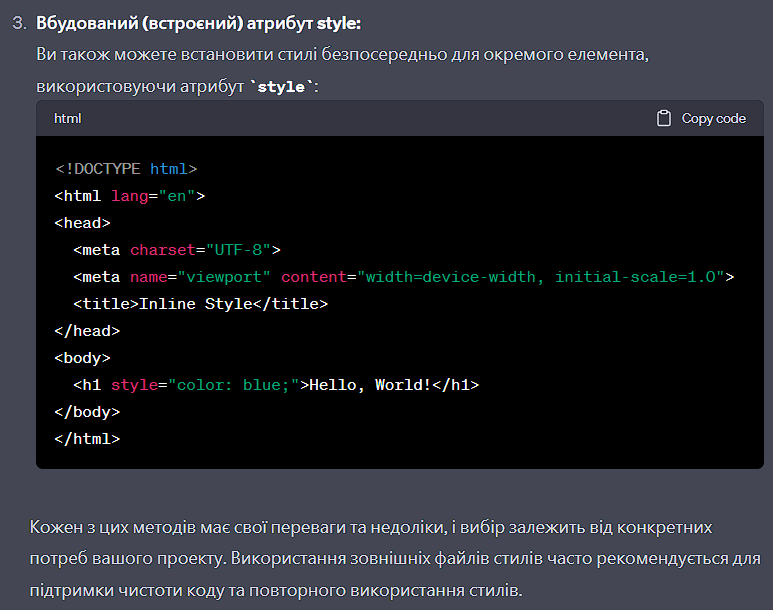 3. Вбудований (встроєний) атрибут style:
Ви також можете встановити стилі безпосередньо для окремого елемента,
використовуючи атрибут `style`:
html Copy code
<!DOCTYPE html>
<html lang="en">
<head>
  <meta charset="UTF-8">
  <meta name="viewport" content="width=device-width, initial-scale=1.0">
  <title>Inline Style</title>
</head>
<body>
  <h1 style="color: blue;">Hello, World!</h1>
</body>
</html>
Кожен з цих методів має свої переваги та недоліки, і вибір залежить від конкретних
потреб вашого проекту. Використання зовнішніх файлів стилів часто рекомендується для
підтримки чистоти коду та повторного використання стилів.